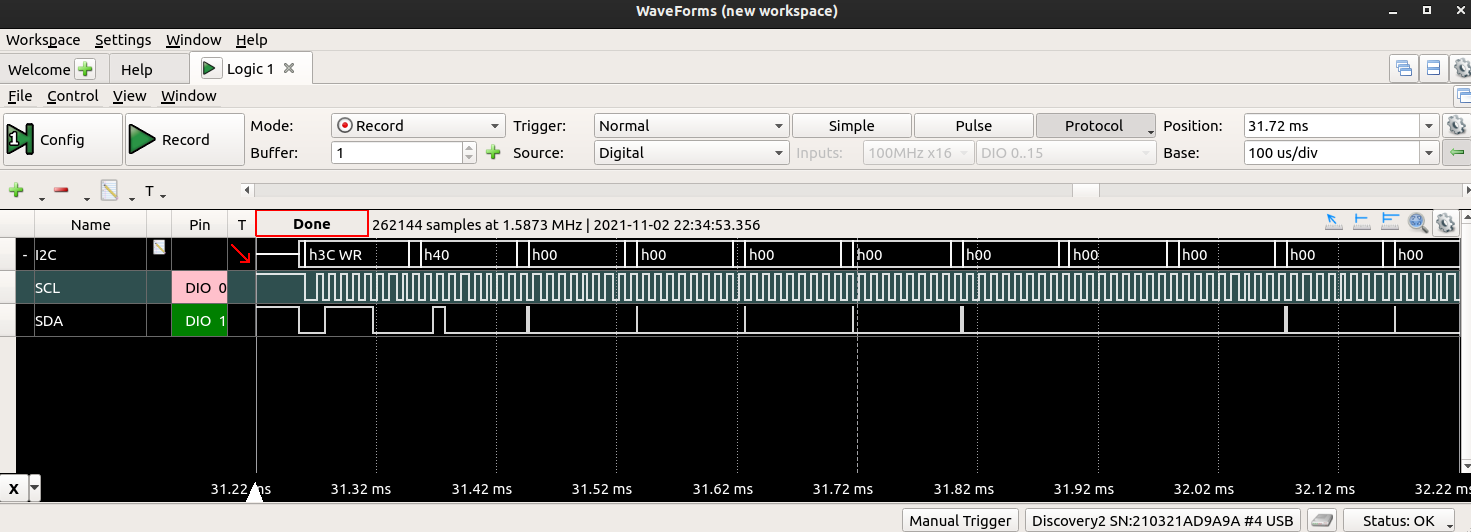 WaveForms (new workspace)
Workspace Settings Window Help
Welcome Help Logic 1
File Control View Window
Config Record Mode: Record Trigger: Normal Simple Pulse Protocol Position: 31.72 ms
Buffer: 1 Source: Digital Inputs: 100MHz x16 DIO 0..15 Base: 100 us/div
T
Name Pin T Done 262144 samples at 1.5873 MHz | 2021-11-02 22:34:53.356
- I2C h3C WR h40 h00 h00 h00 h00 h00 h00 h00 h00 h00
SCL DIO 0
SDA DIO 1
X 31.22 ms 31.32 ms 31.42 ms 31.52 ms 31.62 ms 31.72 ms 31.82 ms 31.92 ms 32.02 ms 32.12 ms 32.22 ms
Manual Trigger Discovery2 SN:210321AD9A9A #4 USB Status: OK